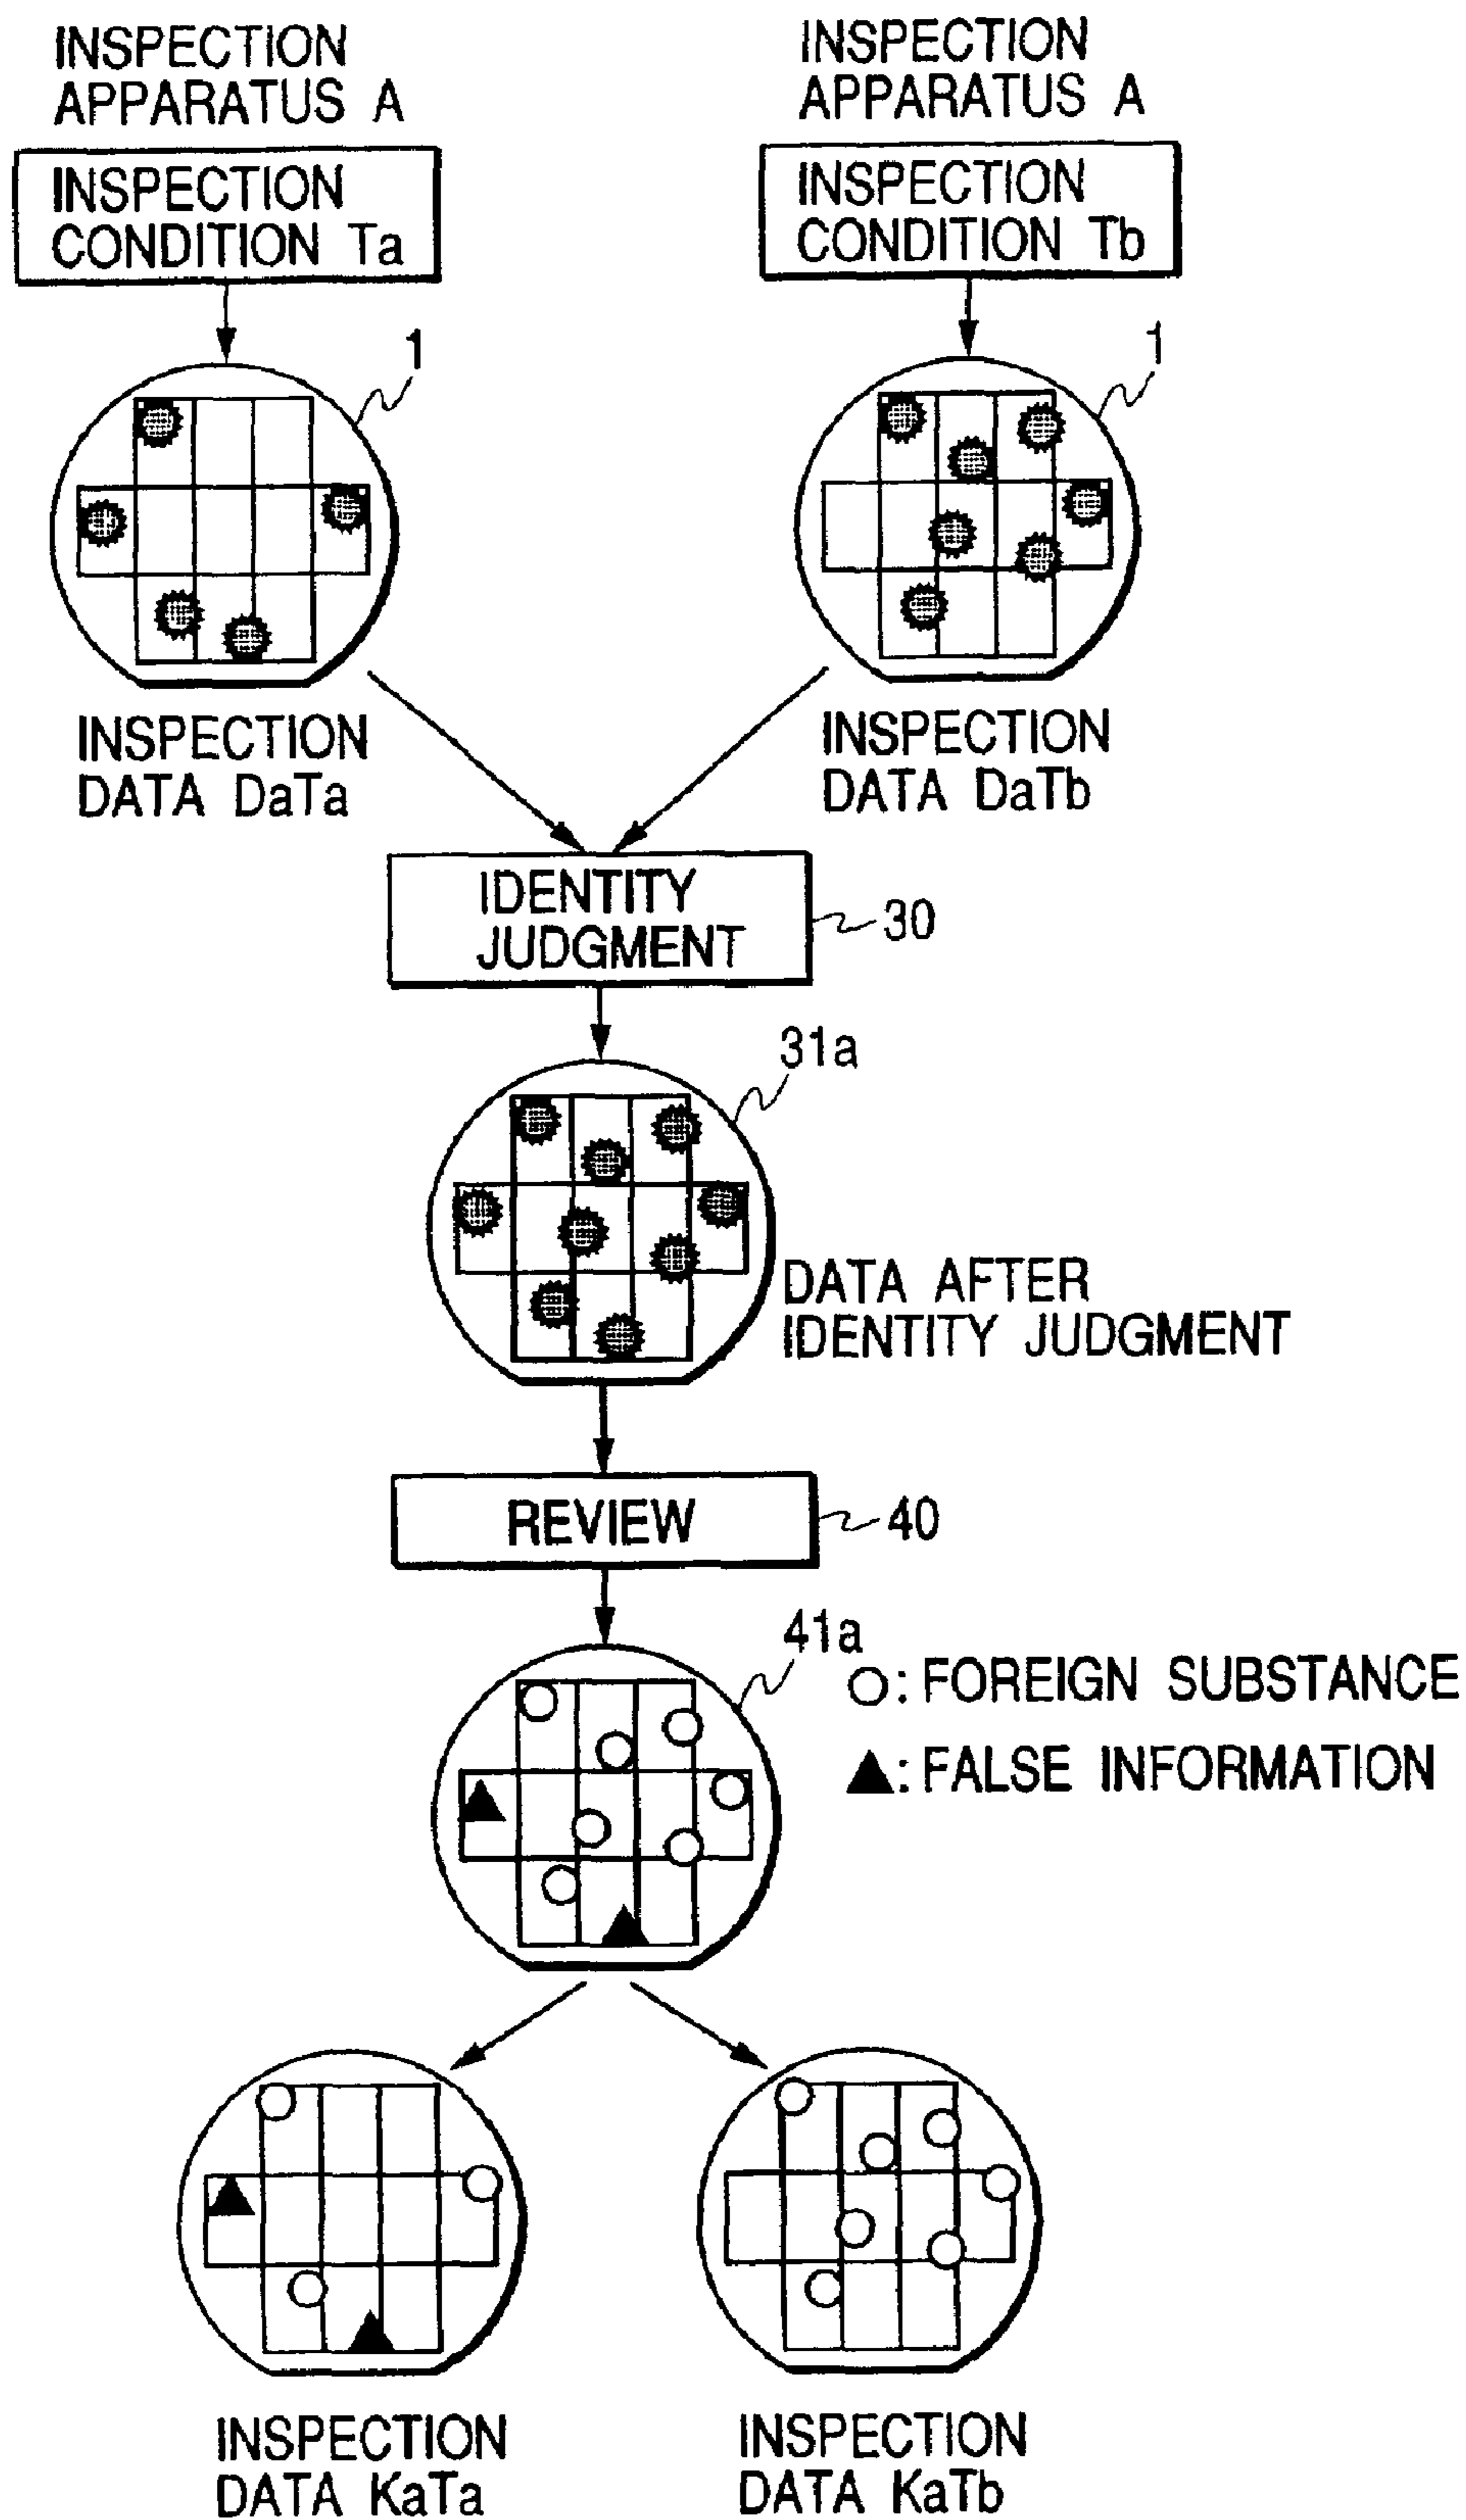 INSPECTION
APPARATUS A
INSPECTION
CONDITION Ta
1
INSPECTION
DATA DaTa
INSPECTION
APPARATUS A
INSPECTION
CONDITION Tb
1
INSPECTION
DATA DaTb
IDENTITY
JUDGMENT
30
31a
DATA AFTER
IDENTITY JUDGMENT
REVIEW
40
41a
○: FOREIGN SUBSTANCE
▲: FALSE INFORMATION
INSPECTION
DATA KaTa
INSPECTION
DATA KaTb